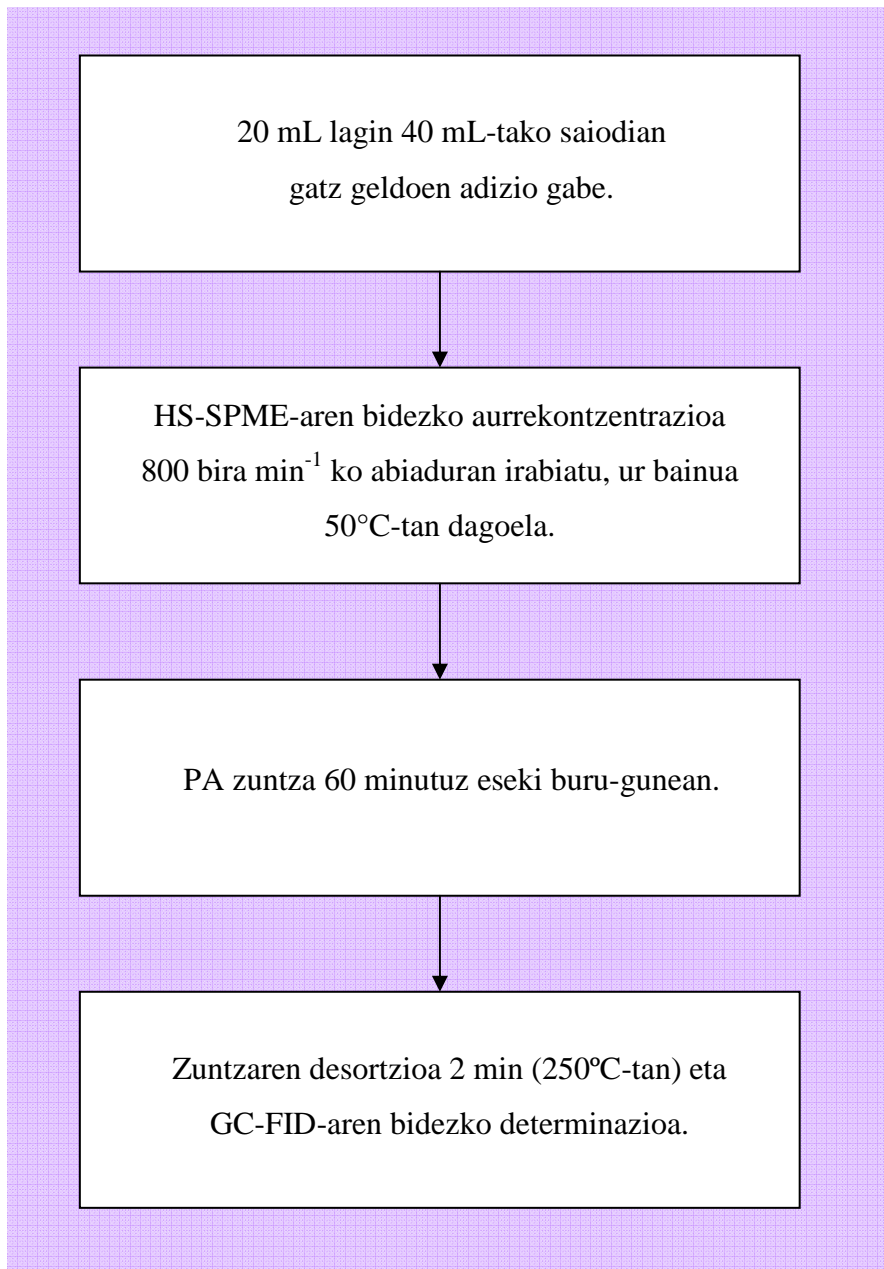 20 mL lagin 40 mL-tako saiodian
gatz geldoen adizio gabe.
HS-SPME-aren bidezko aurrekontzentrazioa
800 bira min⁻¹ ko abiaduran irabiatu, ur bainua
50°C-tan dagoela.
PA zuntza 60 minutuz eseki buru-gunean.
Zuntzaren desortzioa 2 min (250ºC-tan) eta
GC-FID-aren bidezko determinazioa.